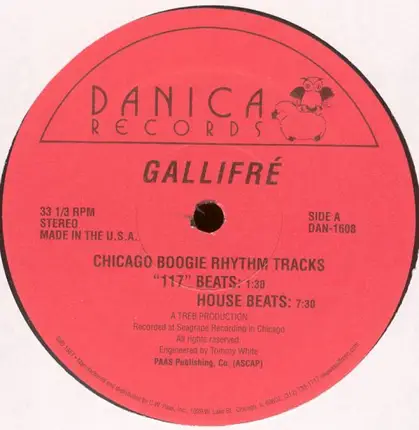 DANICA
RECORDS
GALLIFRÉ
33 1/3 RPM
STEREO
MADE IN THE U.S.A.
SIDE A
DAN-1608
CHICAGO BOOGIE RHYTHM TRACKS
"117" BEATS: 1:30
HOUSE BEATS: 7:30
A TREB PRODUCTION
Recorded at Seagrape Recording in Chicago
All rights reserved
Engineered by Tommy White
PAAS Publishing, Co. (ASCAP)